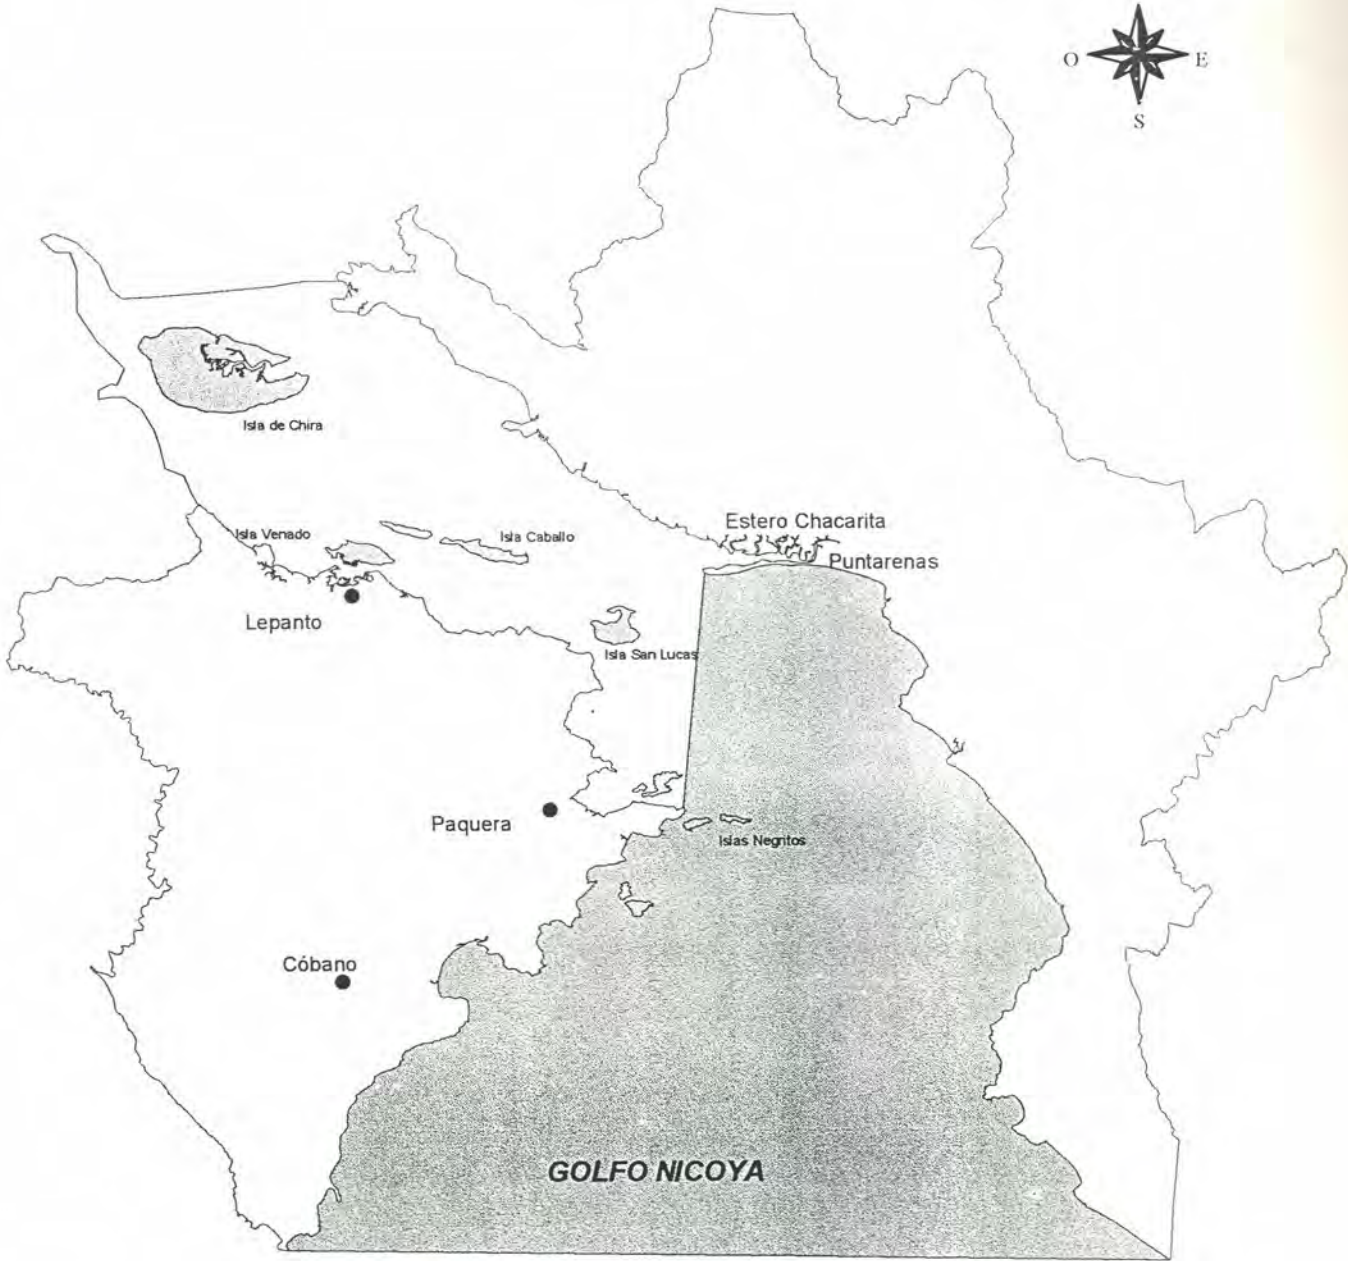 O E
S
Isla de Chira
Estero Chacarita
Isla Venado
Isla Caballo
Puntarenas
Lepanto
Isla San Lucas
Paquera
Islas Negritos
Cóbano
GOLFO NICOYA